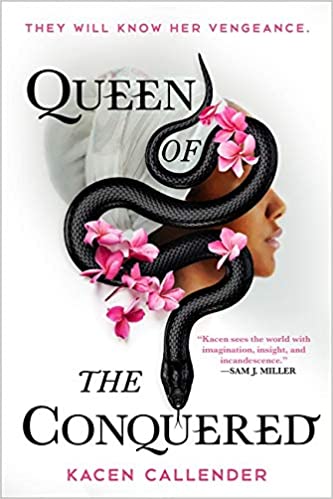 THEY WILL KNOW HER VENGEANCE.
QUEEN
OF
"Kacen sees the world with
imagination, insight, and
incandescence."
—SAM J. MILLER
THE
CONQUERED
KACEN CALLENDER